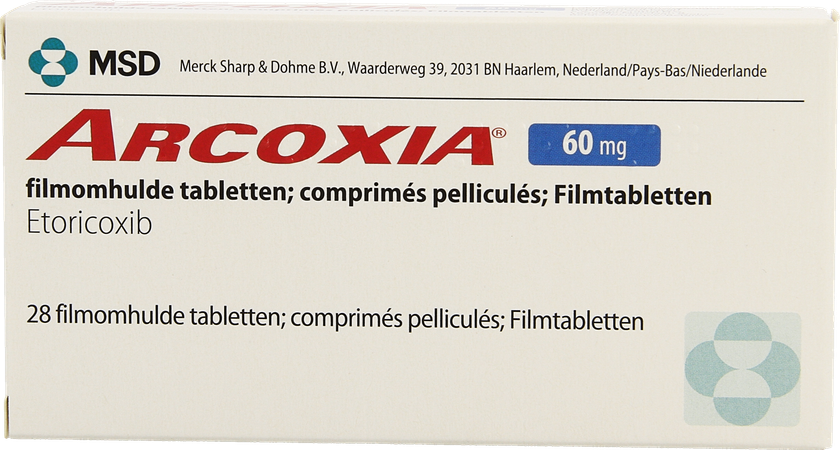 MSD Merck Sharp & Dohme B.V., Waarderweg 39, 2031 BN Haarlem, Nederland/Pays-Bas/Niederlande
ARCOXIA® 60 mg
filmomhulde tabletten; comprimés pelliculés; Filmtabletten
Etoricoxib
28 filmomhulde tabletten; comprimés pelliculés; Filmtabletten